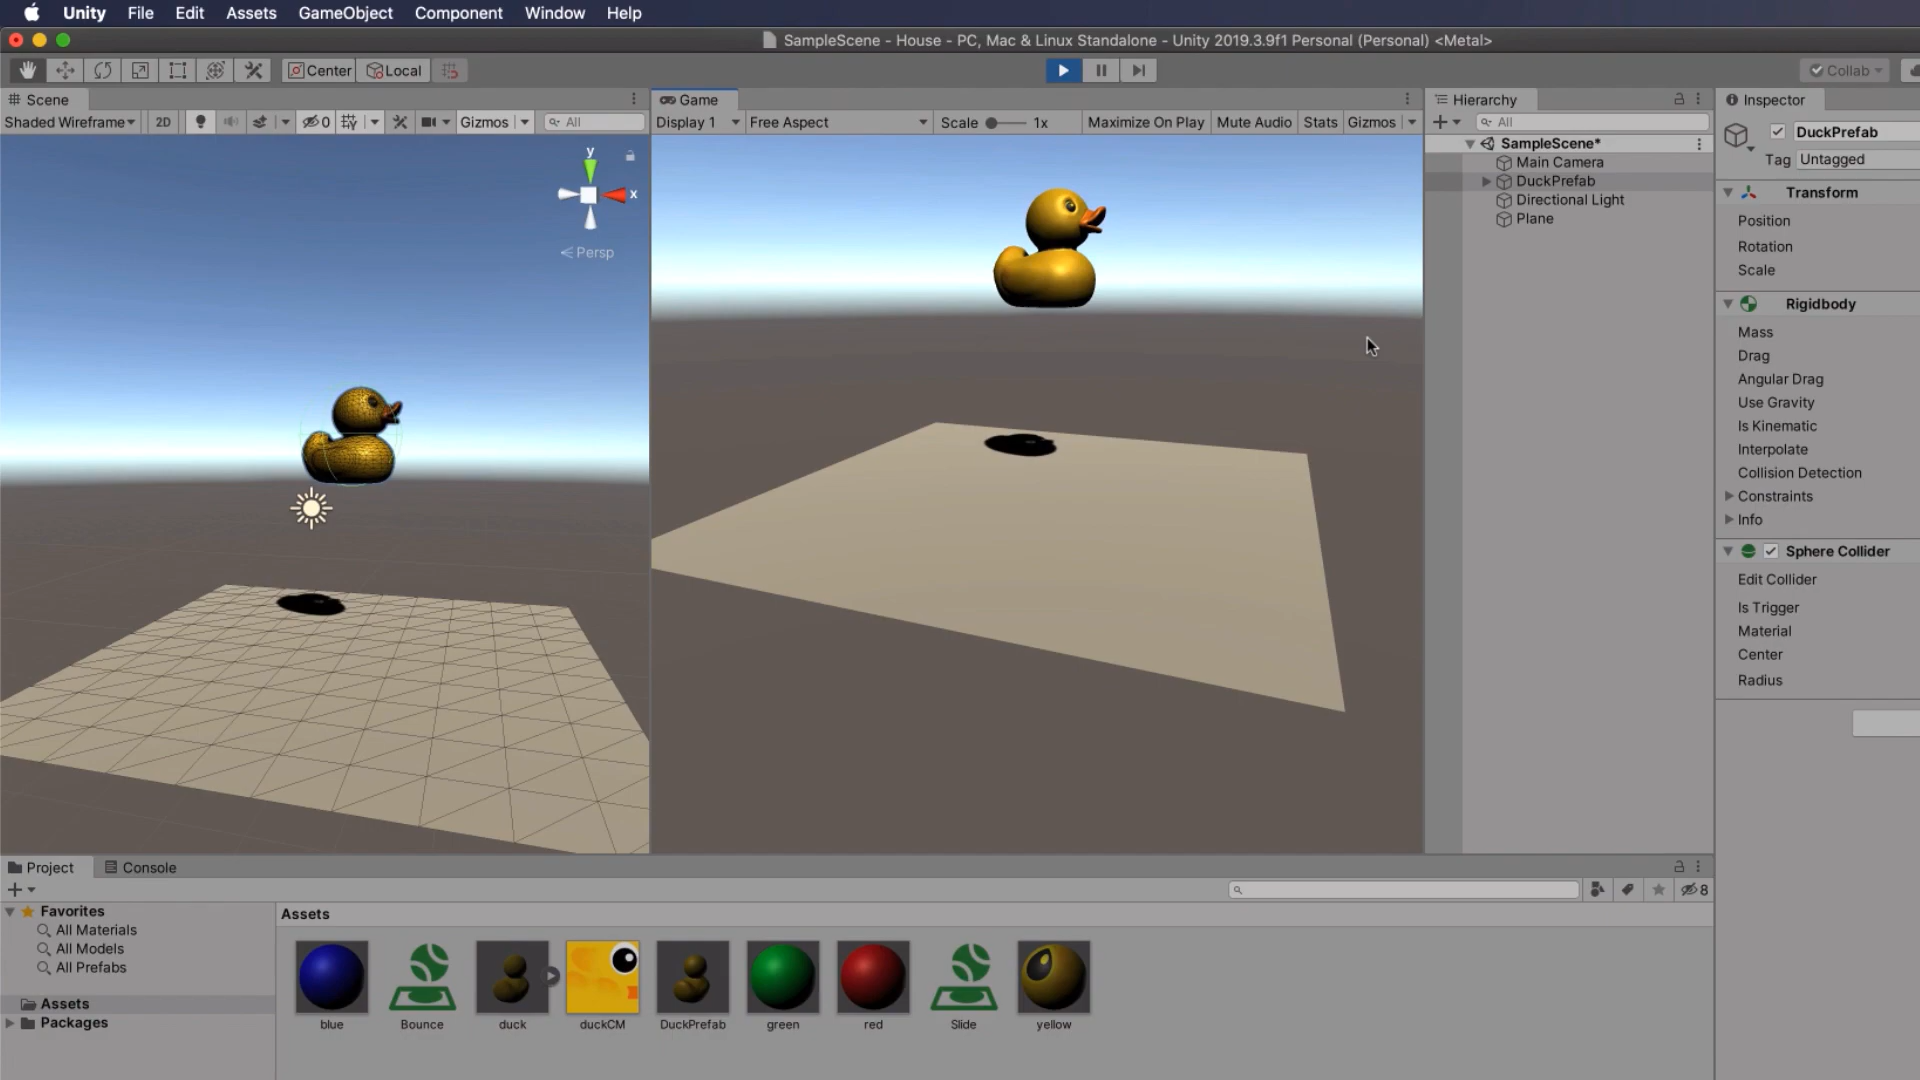 Unity File Edit Assets GameObject Component Window Help
SampleScene - House - PC, Mac & Linux Standalone - Unity 2019.3.9f1 Personal (Personal) <Metal>
Center Local Collab
Scene
Shaded Wireframe 2D 0 Gizmos All
y
x
Persp
Game
Display 1 Free Aspect Scale 1x Maximize On Play Mute Audio Stats Gizmos
Hierarchy
All
SampleScene*
Main Camera
DuckPrefab
Directional Light
Plane
Inspector
DuckPrefab
Tag Untagged
Transform
Position
Rotation
Scale
Rigidbody
Mass
Drag
Angular Drag
Use Gravity
Is Kinematic
Interpolate
Collision Detection
Constraints
Info
Sphere Collider
Edit Collider
Is Trigger
Material
Center
Radius
Project Console
8
Favorites
All Materials
All Models
All Prefabs
Assets
Packages
Assets
blue Bounce duck duckCM DuckPrefab green red Slide yellow